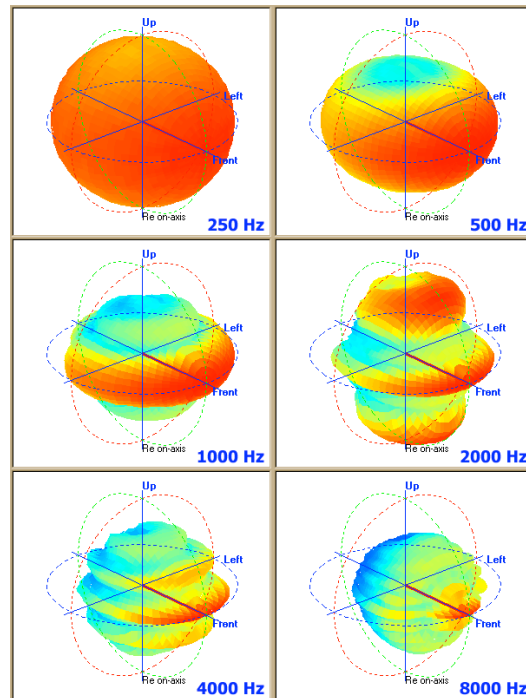 Up
Left
Front
Re on-axis
250 Hz
Up
Left
Front
Re on-axis
500 Hz
Up
Left
Front
Re on-axis
1000 Hz
Up
Left
Front
Re on-axis
2000 Hz
Up
Left
Front
Re on-axis
4000 Hz
Up
Left
Front
Re on-axis
8000 Hz